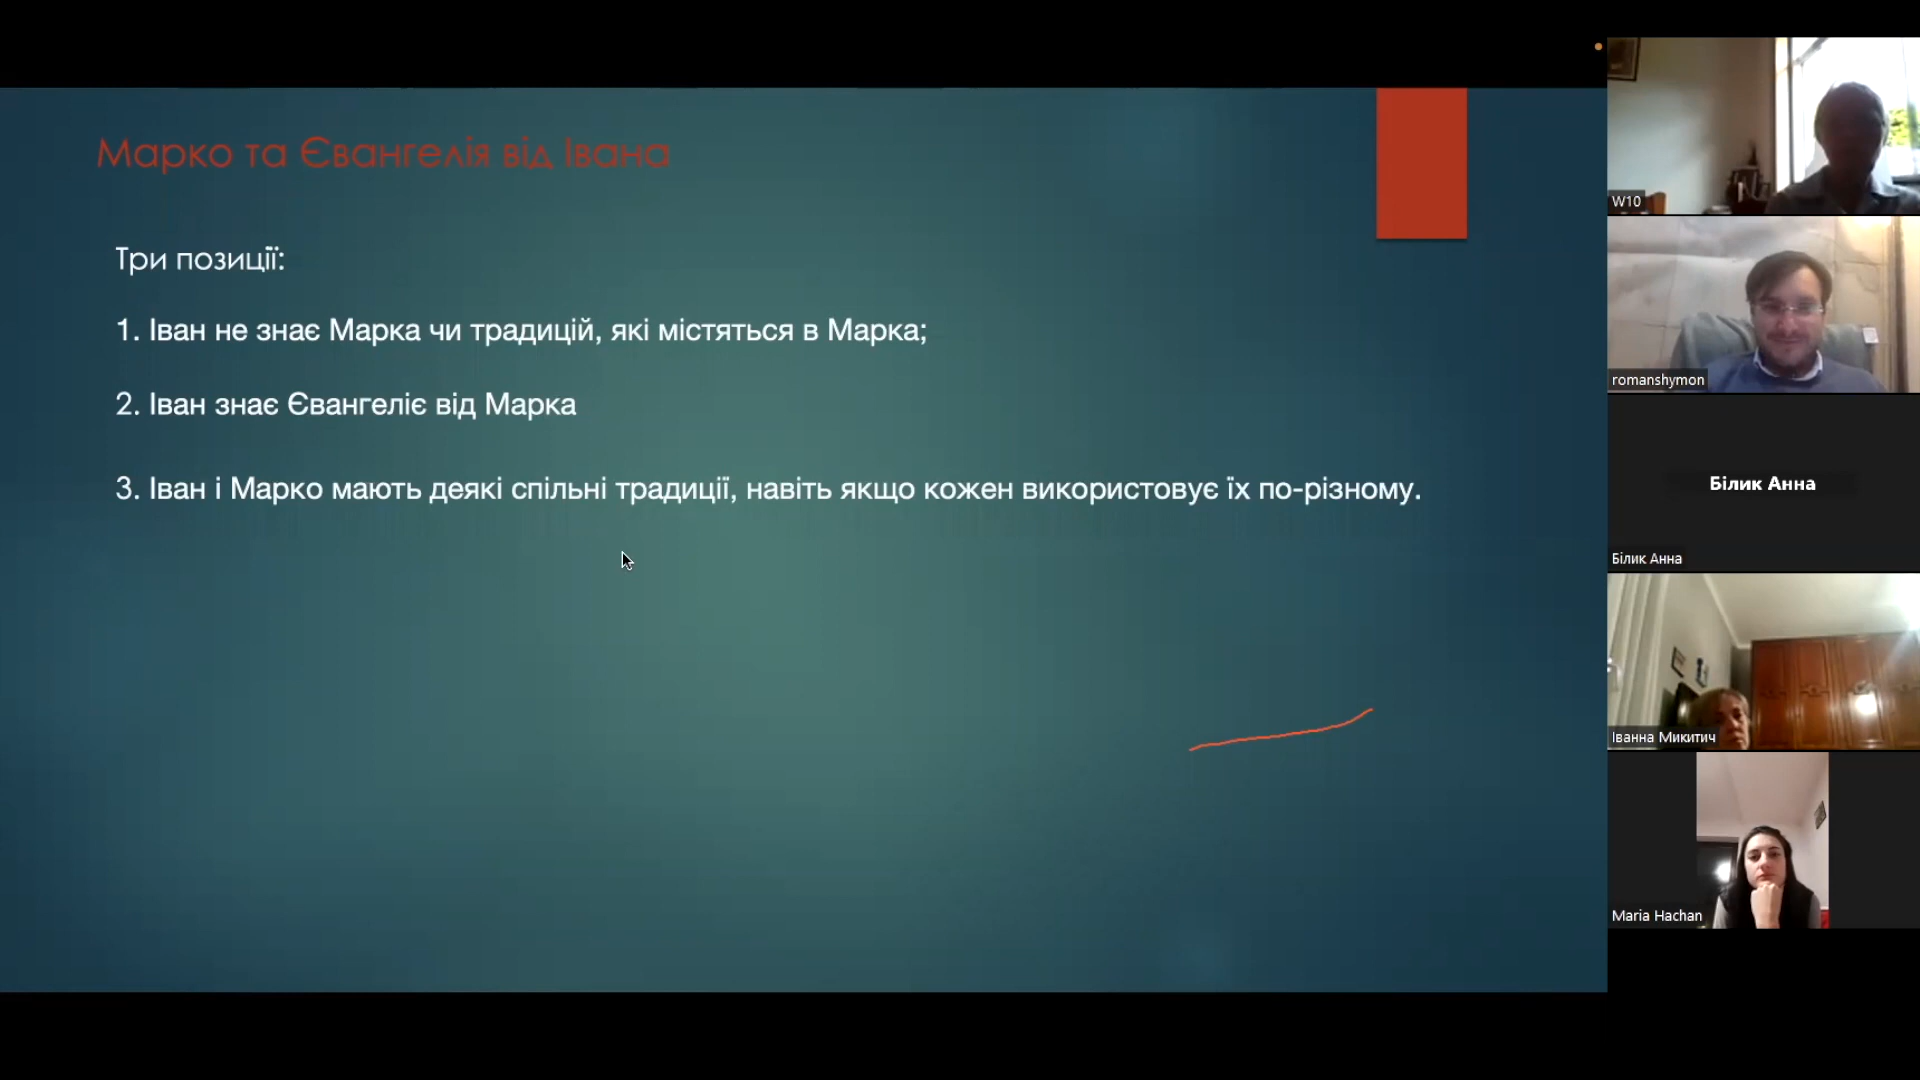 Марко та Євангелія від Івана
Три позиції:
1. Іван не знає Марка чи традицій, які містяться в Марка;
2. Іван знає Євангеліє від Марка
3. Іван і Марко мають деякі спільні традиції, навіть якщо кожен використовує їх по-різному.
W10
romanshymon
Білик Анна
Білик Анна
Іванна Микитич
Maria Hachan